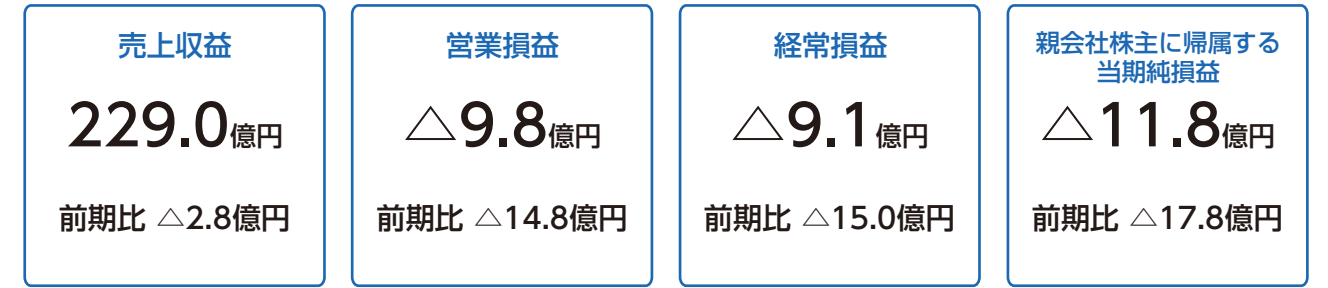 売上収益
229.0億円
前期比 △2.8億円
営業損益
△9.8億円
前期比 △14.8億円
経常損益
△9.1億円
前期比 △15.0億円
親会社株主に帰属する
当期純損益
△11.8億円
前期比 △17.8億円